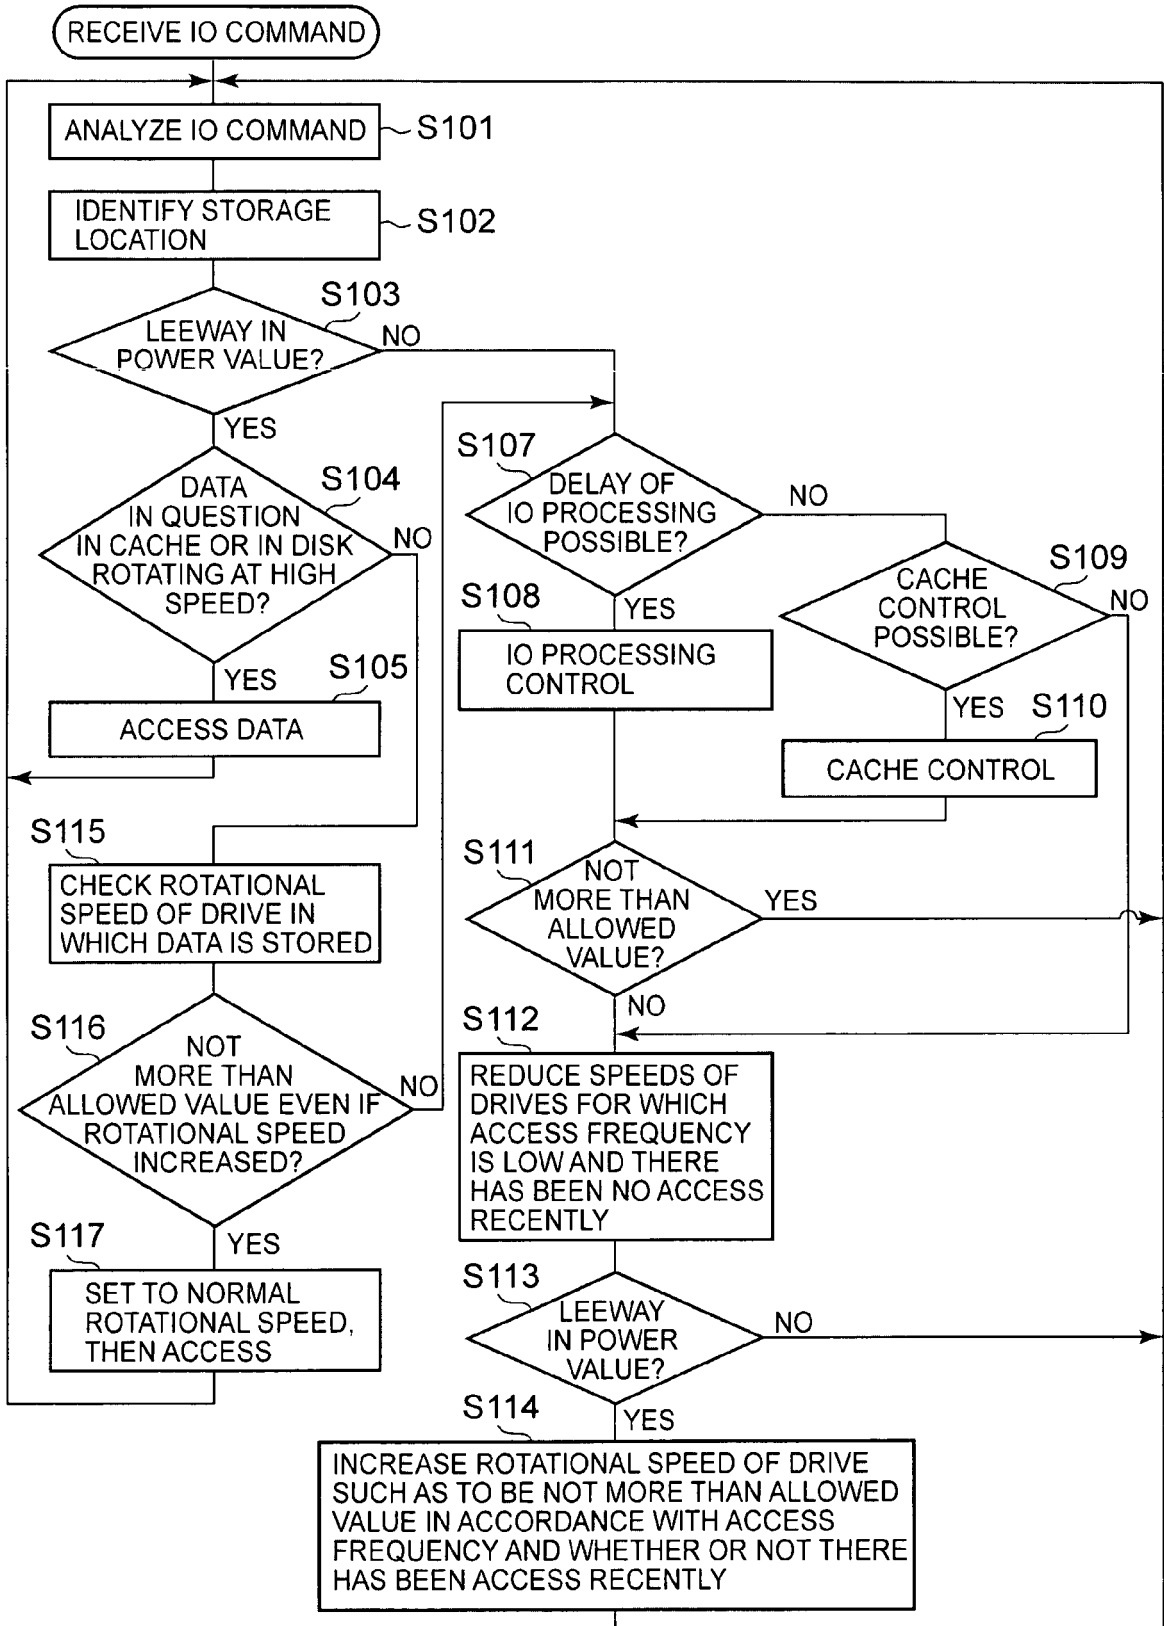 RECEIVE IO COMMAND
ANALYZE IO COMMAND
S101
IDENTIFY STORAGE
LOCATION
S102
S103
LEEWAY IN
POWER VALUE?
NO
YES
S104
DATA
IN QUESTION
IN CACHE OR IN DISK
ROTATING AT HIGH
SPEED?
NO
YES
S105
ACCESS DATA
S115
CHECK ROTATIONAL
SPEED OF DRIVE IN
WHICH DATA IS STORED
S116
NOT
MORE THAN
ALLOWED VALUE EVEN IF
ROTATIONAL SPEED
INCREASED?
NO
YES
S117
SET TO NORMAL
ROTATIONAL SPEED,
THEN ACCESS
S107
DELAY OF
IO PROCESSING
POSSIBLE?
NO
YES
S108
IO PROCESSING
CONTROL
S109
CACHE
CONTROL
POSSIBLE?
NO
YES
S110
CACHE CONTROL
S111
NOT
MORE THAN
ALLOWED
VALUE?
YES
NO
S112
REDUCE SPEEDS OF
DRIVES FOR WHICH
ACCESS FREQUENCY
IS LOW AND THERE
HAS BEEN NO ACCESS
RECENTLY
S113
LEEWAY
IN POWER
VALUE?
NO
YES
S114
INCREASE ROTATIONAL SPEED OF DRIVE
SUCH AS TO BE NOT MORE THAN ALLOWED
VALUE IN ACCORDANCE WITH ACCESS
FREQUENCY AND WHETHER OR NOT THERE
HAS BEEN ACCESS RECENTLY